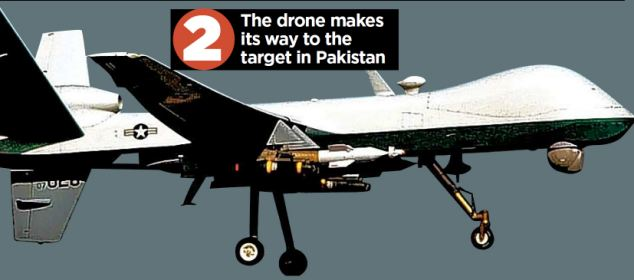 2
The drone makes
its way to the
target in Pakistan